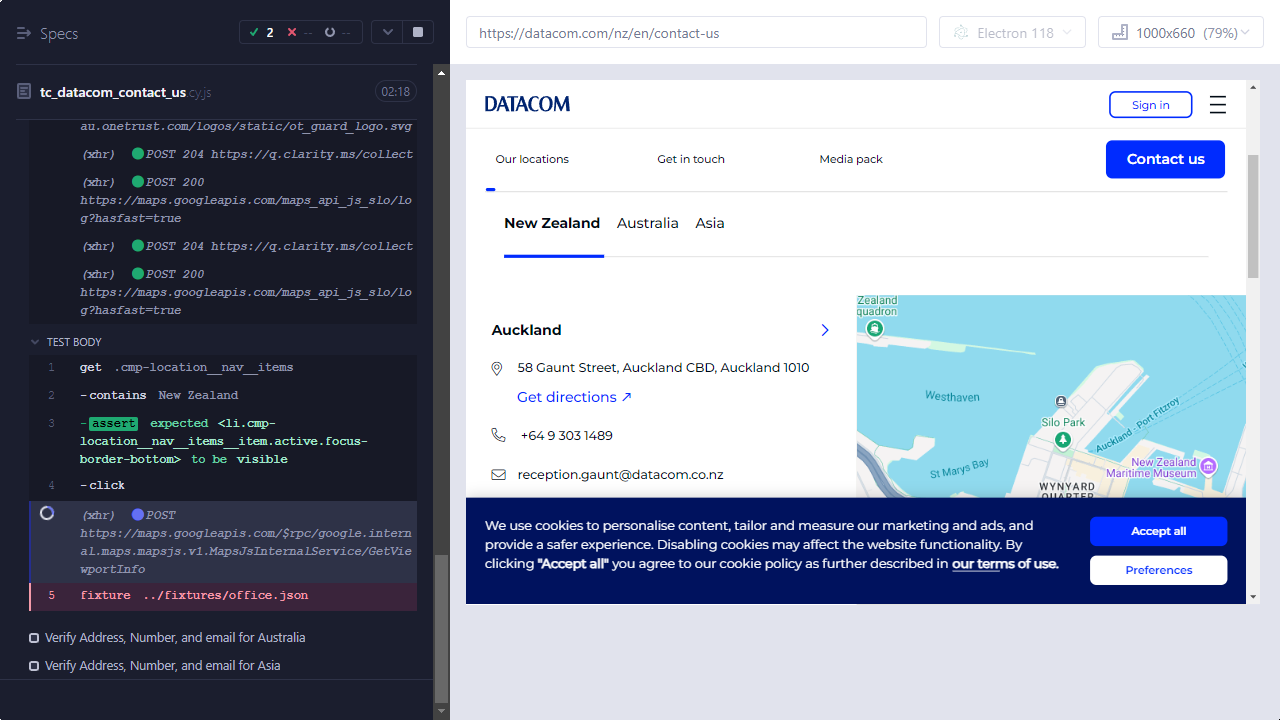 Specs
2
--
--
https://datacom.com/nz/en/contact-us
Electron 118
1000x660 (79%)
tc_datacom_contact_us.cy.js
02:18
au.onetrust.com/logos/static/ot_guard_logo.svg
(xhr) POST 204 https://q.clarity.ms/collect
(xhr) POST 200
https://maps.googleapis.com/maps_api_js_slo/lo
g?hasfast=true
(xhr) POST 204 https://q.clarity.ms/collect
(xhr) POST 200
https://maps.googleapis.com/maps_api_js_slo/lo
g?hasfast=true
TEST BODY
1 get .cmp-location__nav__items
2 -contains New Zealand
3 -assert expected <li.cmp-
location__nav__items__item.active.focus-
border-bottom> to be visible
4 -click
(xhr) POST
https://maps.googleapis.com/$rpc/google.intern
al.maps.mapsjs.v1.MapsJsInternalService/GetVie
wportInfo
5 fixture ../fixtures/office.json
Verify Address, Number, and email for Australia
Verify Address, Number, and email for Asia
DATACOM
Sign in
Our locations
Get in touch
Media pack
Contact us
New Zealand
Australia
Asia
Auckland
58 Gaunt Street, Auckland CBD, Auckland 1010
Get directions ↗
+64 9 303 1489
reception.gaunt@datacom.co.nz
Zealand
quadron
Westhaven
Silo Park
Auckland - Port Fitzroy
St Marys Bay
New Zealand
Maritime Museum
WYNYARD
QUARTER
We use cookies to personalise content, tailor and measure our marketing and ads, and
provide a safer experience. Disabling cookies may affect the website functionality. By
clicking "Accept all" you agree to our cookie policy as further described in our terms of use.
Accept all
Preferences